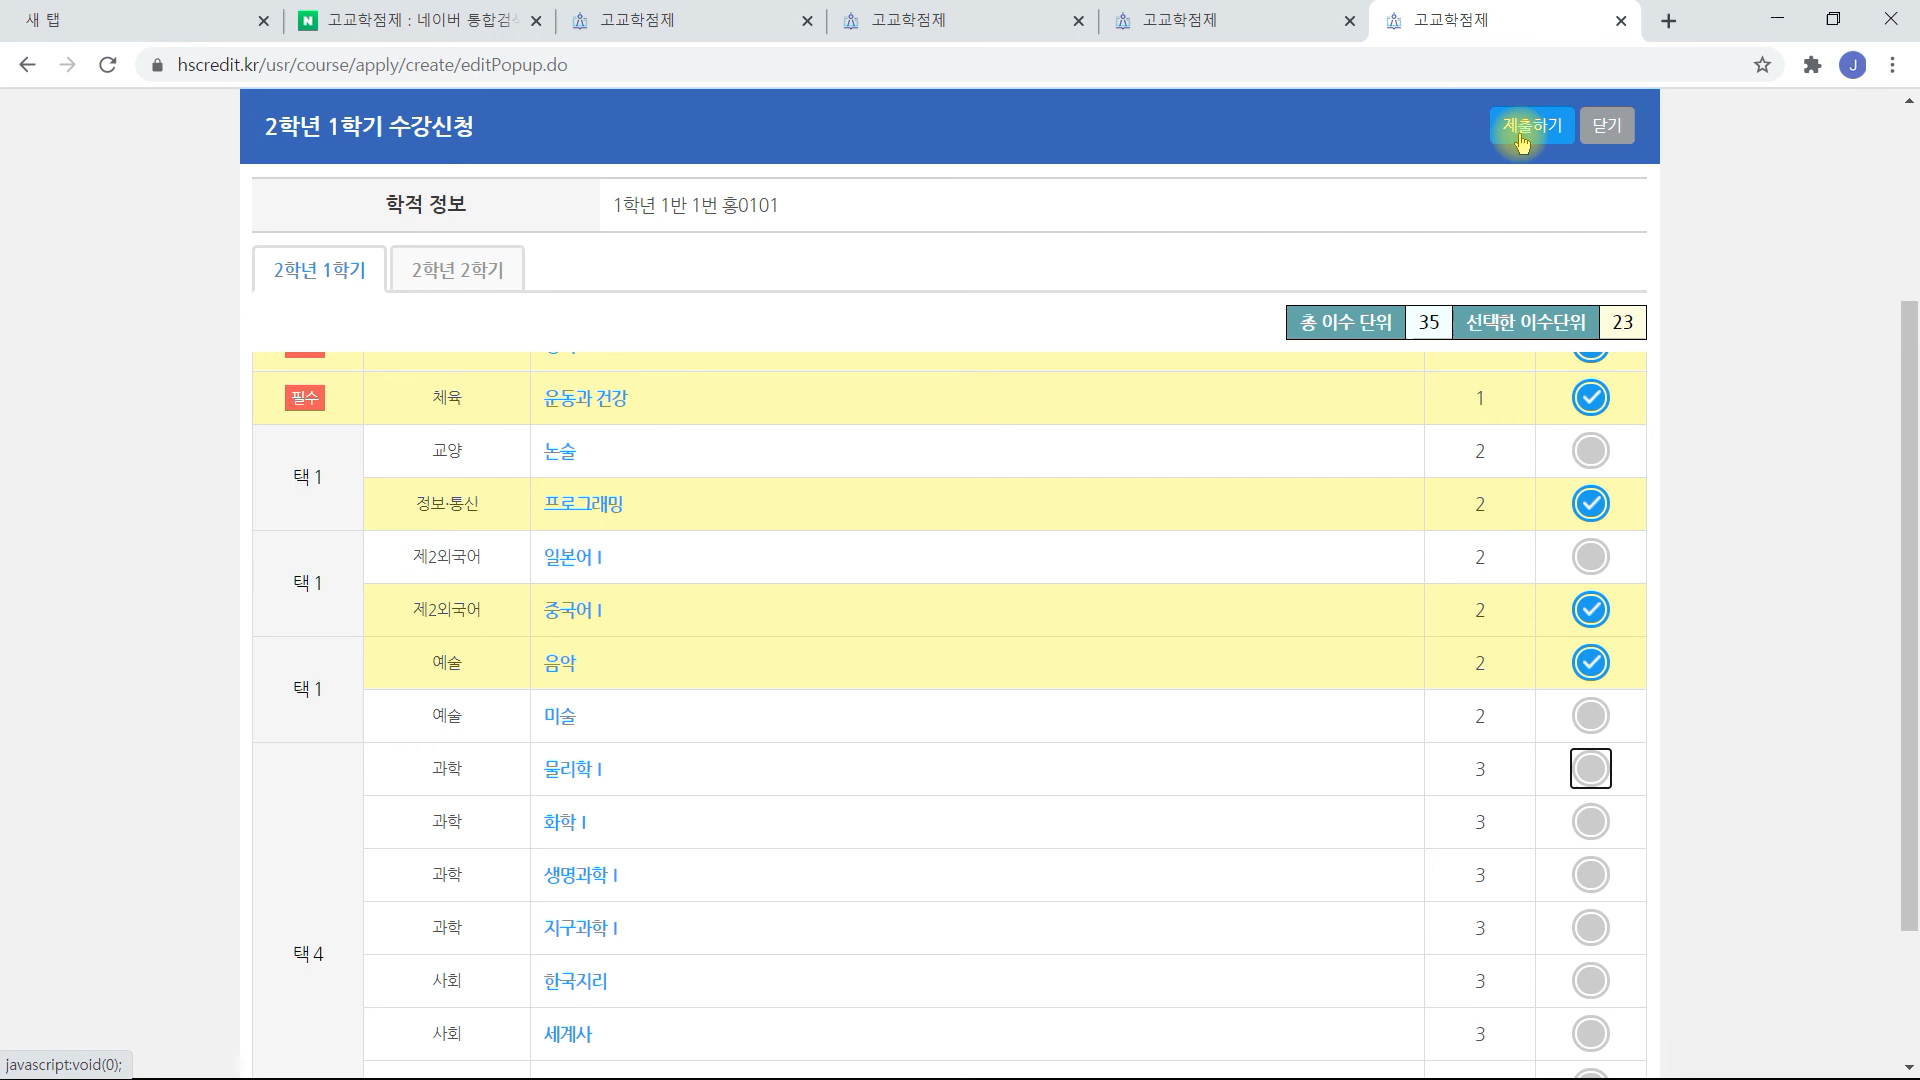 새 탭
고교학점제 : 네이버 통합검색
고교학점제
고교학점제
고교학점제
고교학점제
hscredit.kr/usr/course/apply/create/editPopup.do
J
2학년 1학기 수강신청
제출하기
닫기
학적 정보
1학년 1반 1번 홍0101
2학년 1학기
2학년 2학기
총 이수 단위 35 선택한 이수단위 23
필수 체육 운동과 건강 1
택 1
교양 논술 2
정보·통신 프로그래밍 2
택 1
제2외국어 일본어 I 2
제2외국어 중국어 I 2
택 1
예술 음악 2
예술 미술 2
택 4
과학 물리학 I 3
과학 화학 I 3
과학 생명과학 I 3
과학 지구과학 I 3
사회 한국지리 3
사회 세계사 3
javascript:void(0);